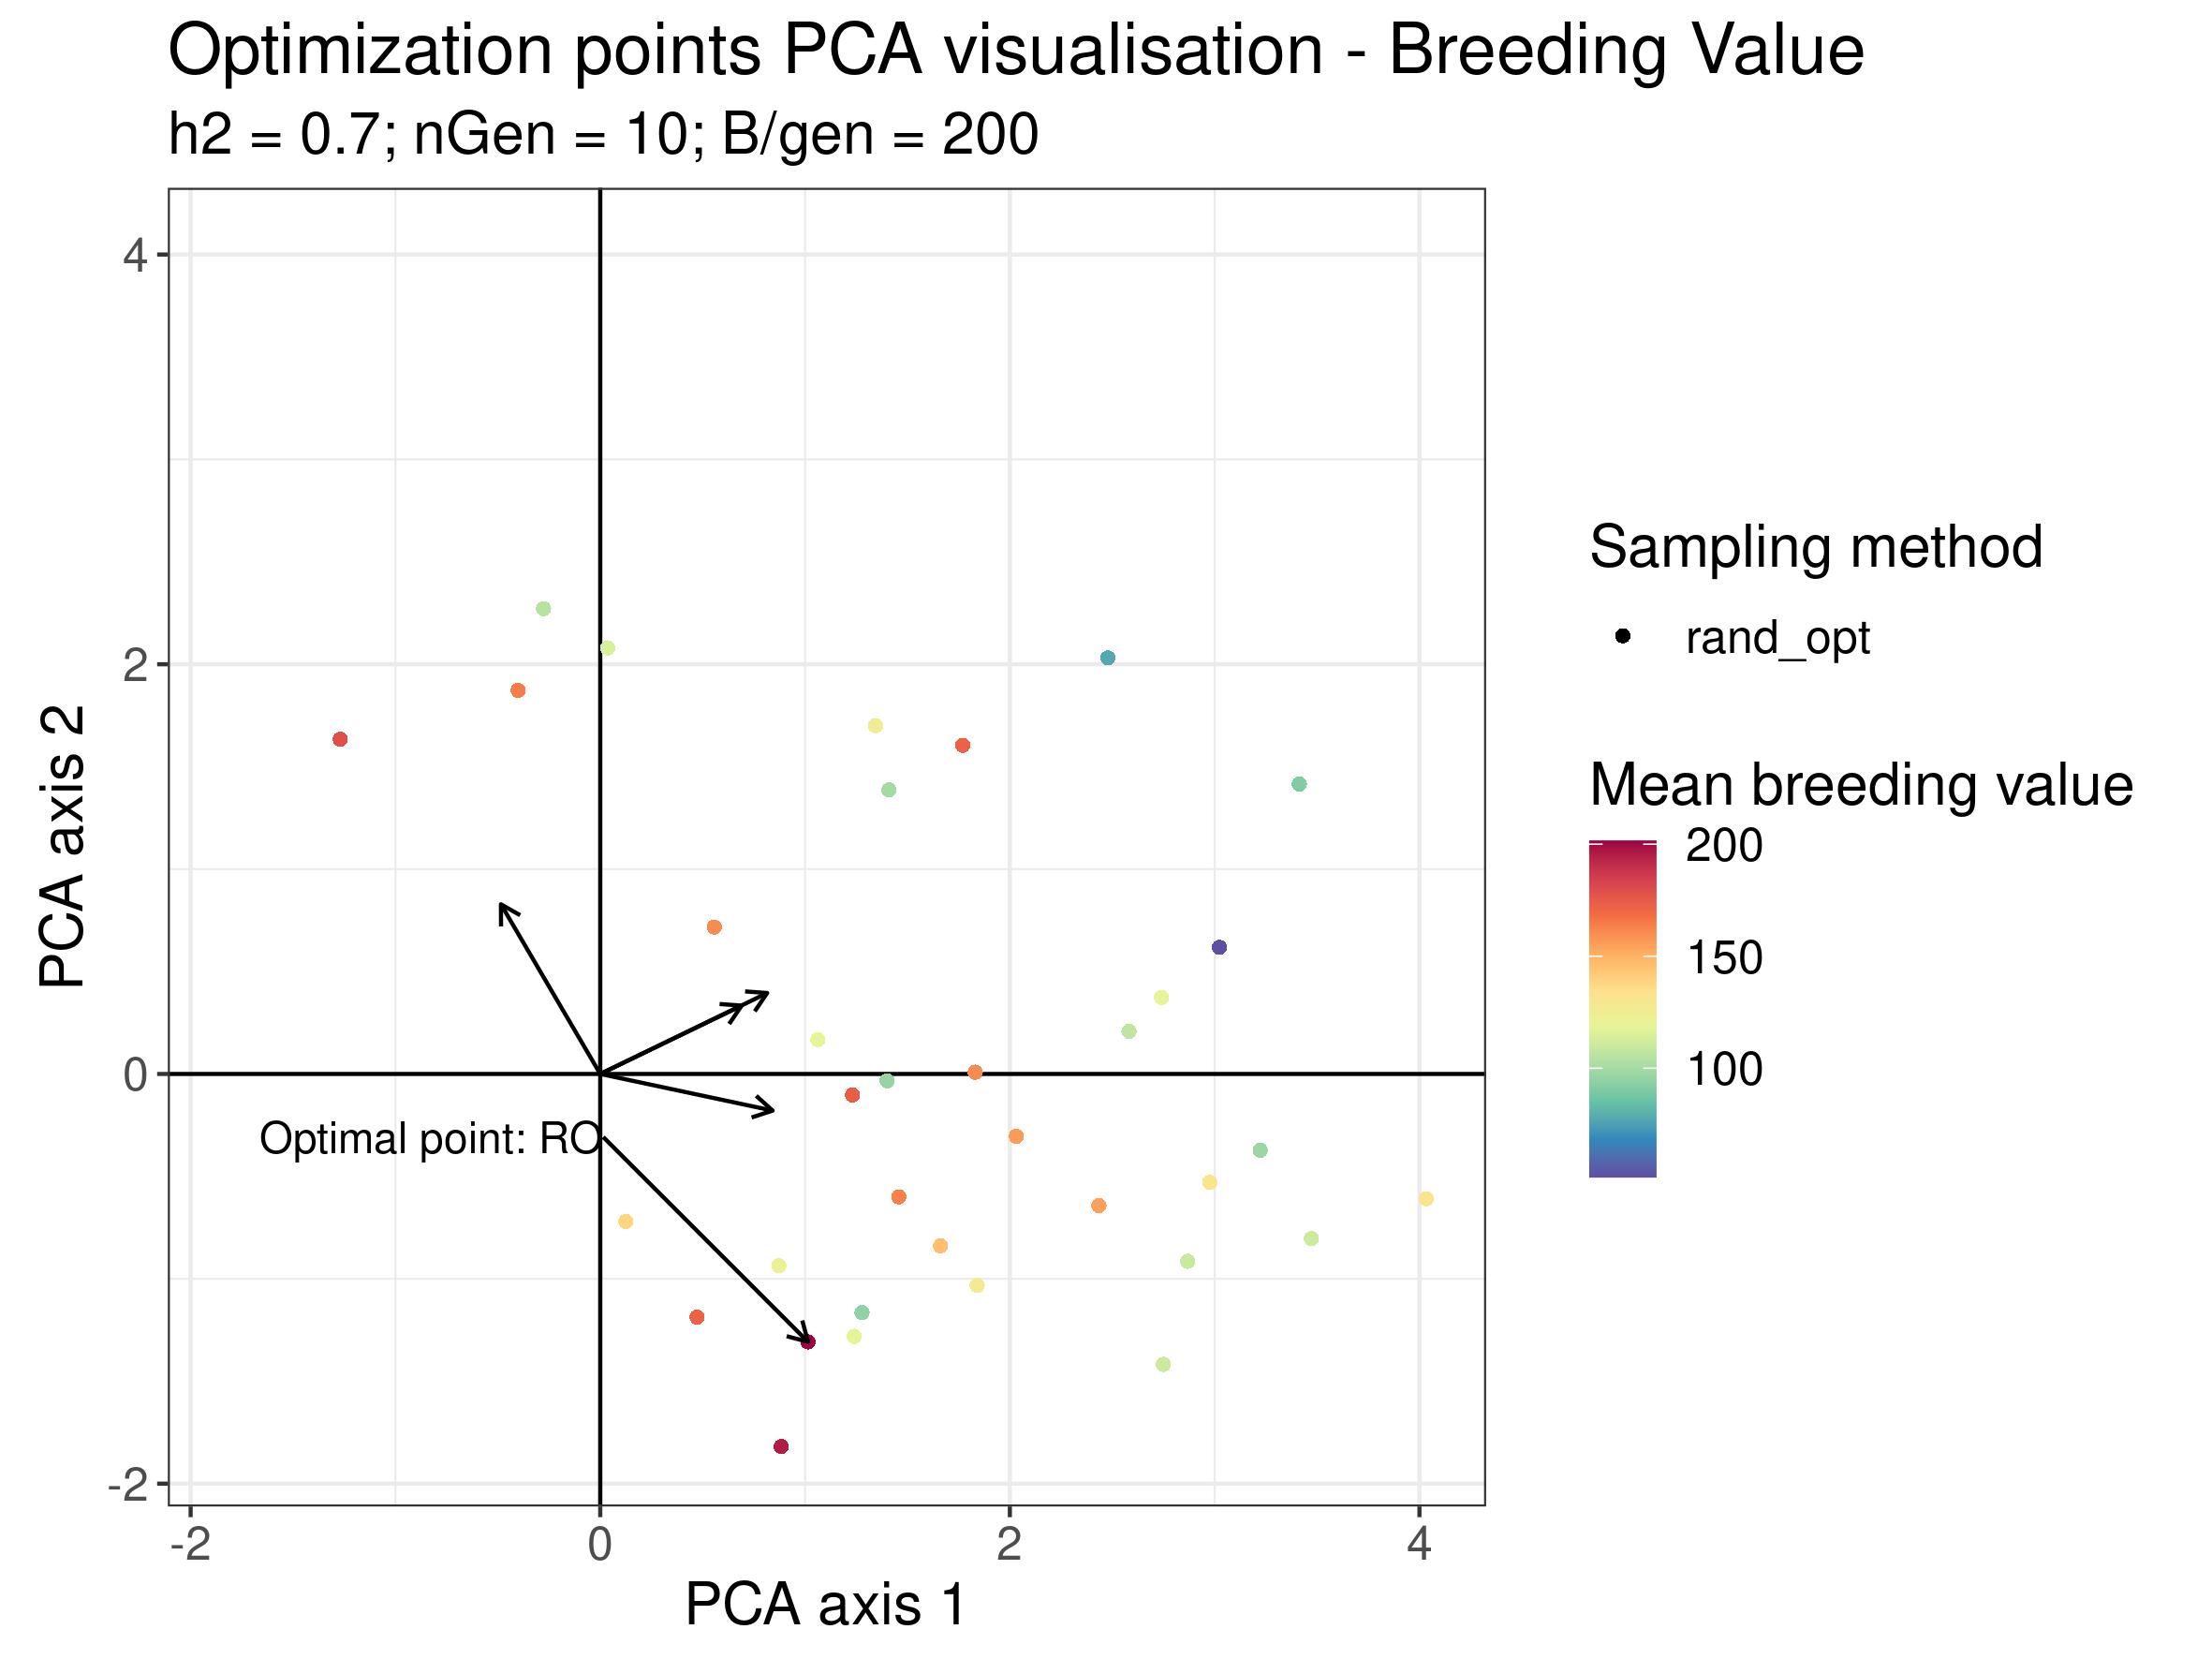 Optimization points PCA visualisation - Breeding Value
h2 = 0.7; nGen = 10; B/gen = 200
PCA axis 2
4
2
0
-2
Optimal point: RO
-2
0
2
4
PCA axis 1
Sampling method
rand_opt
Mean breeding value
200
150
100